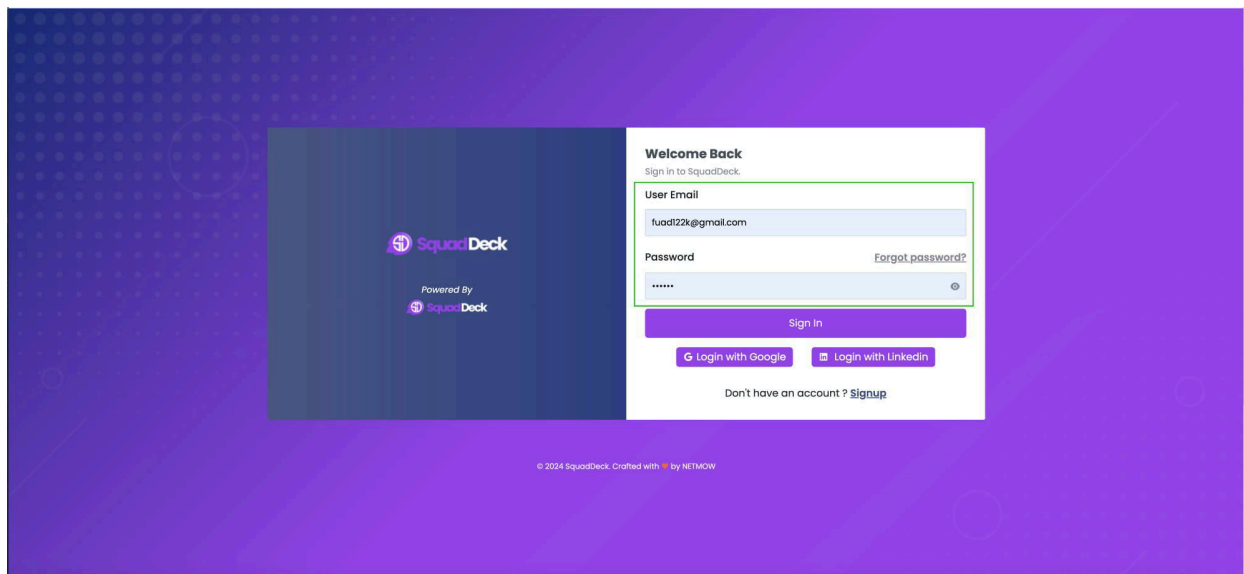 SquadDeck
Powered By
SquadDeck
Welcome Back
Sign in to SquadDeck.
User Email
fuad122k@gmail.com
Password Forgot password?
••••••
Sign In
G Login with Google in Login with Linkedin
Don't have an account ? Signup
© 2024 SquadDeck. Crafted with 🧡 by NETMOW